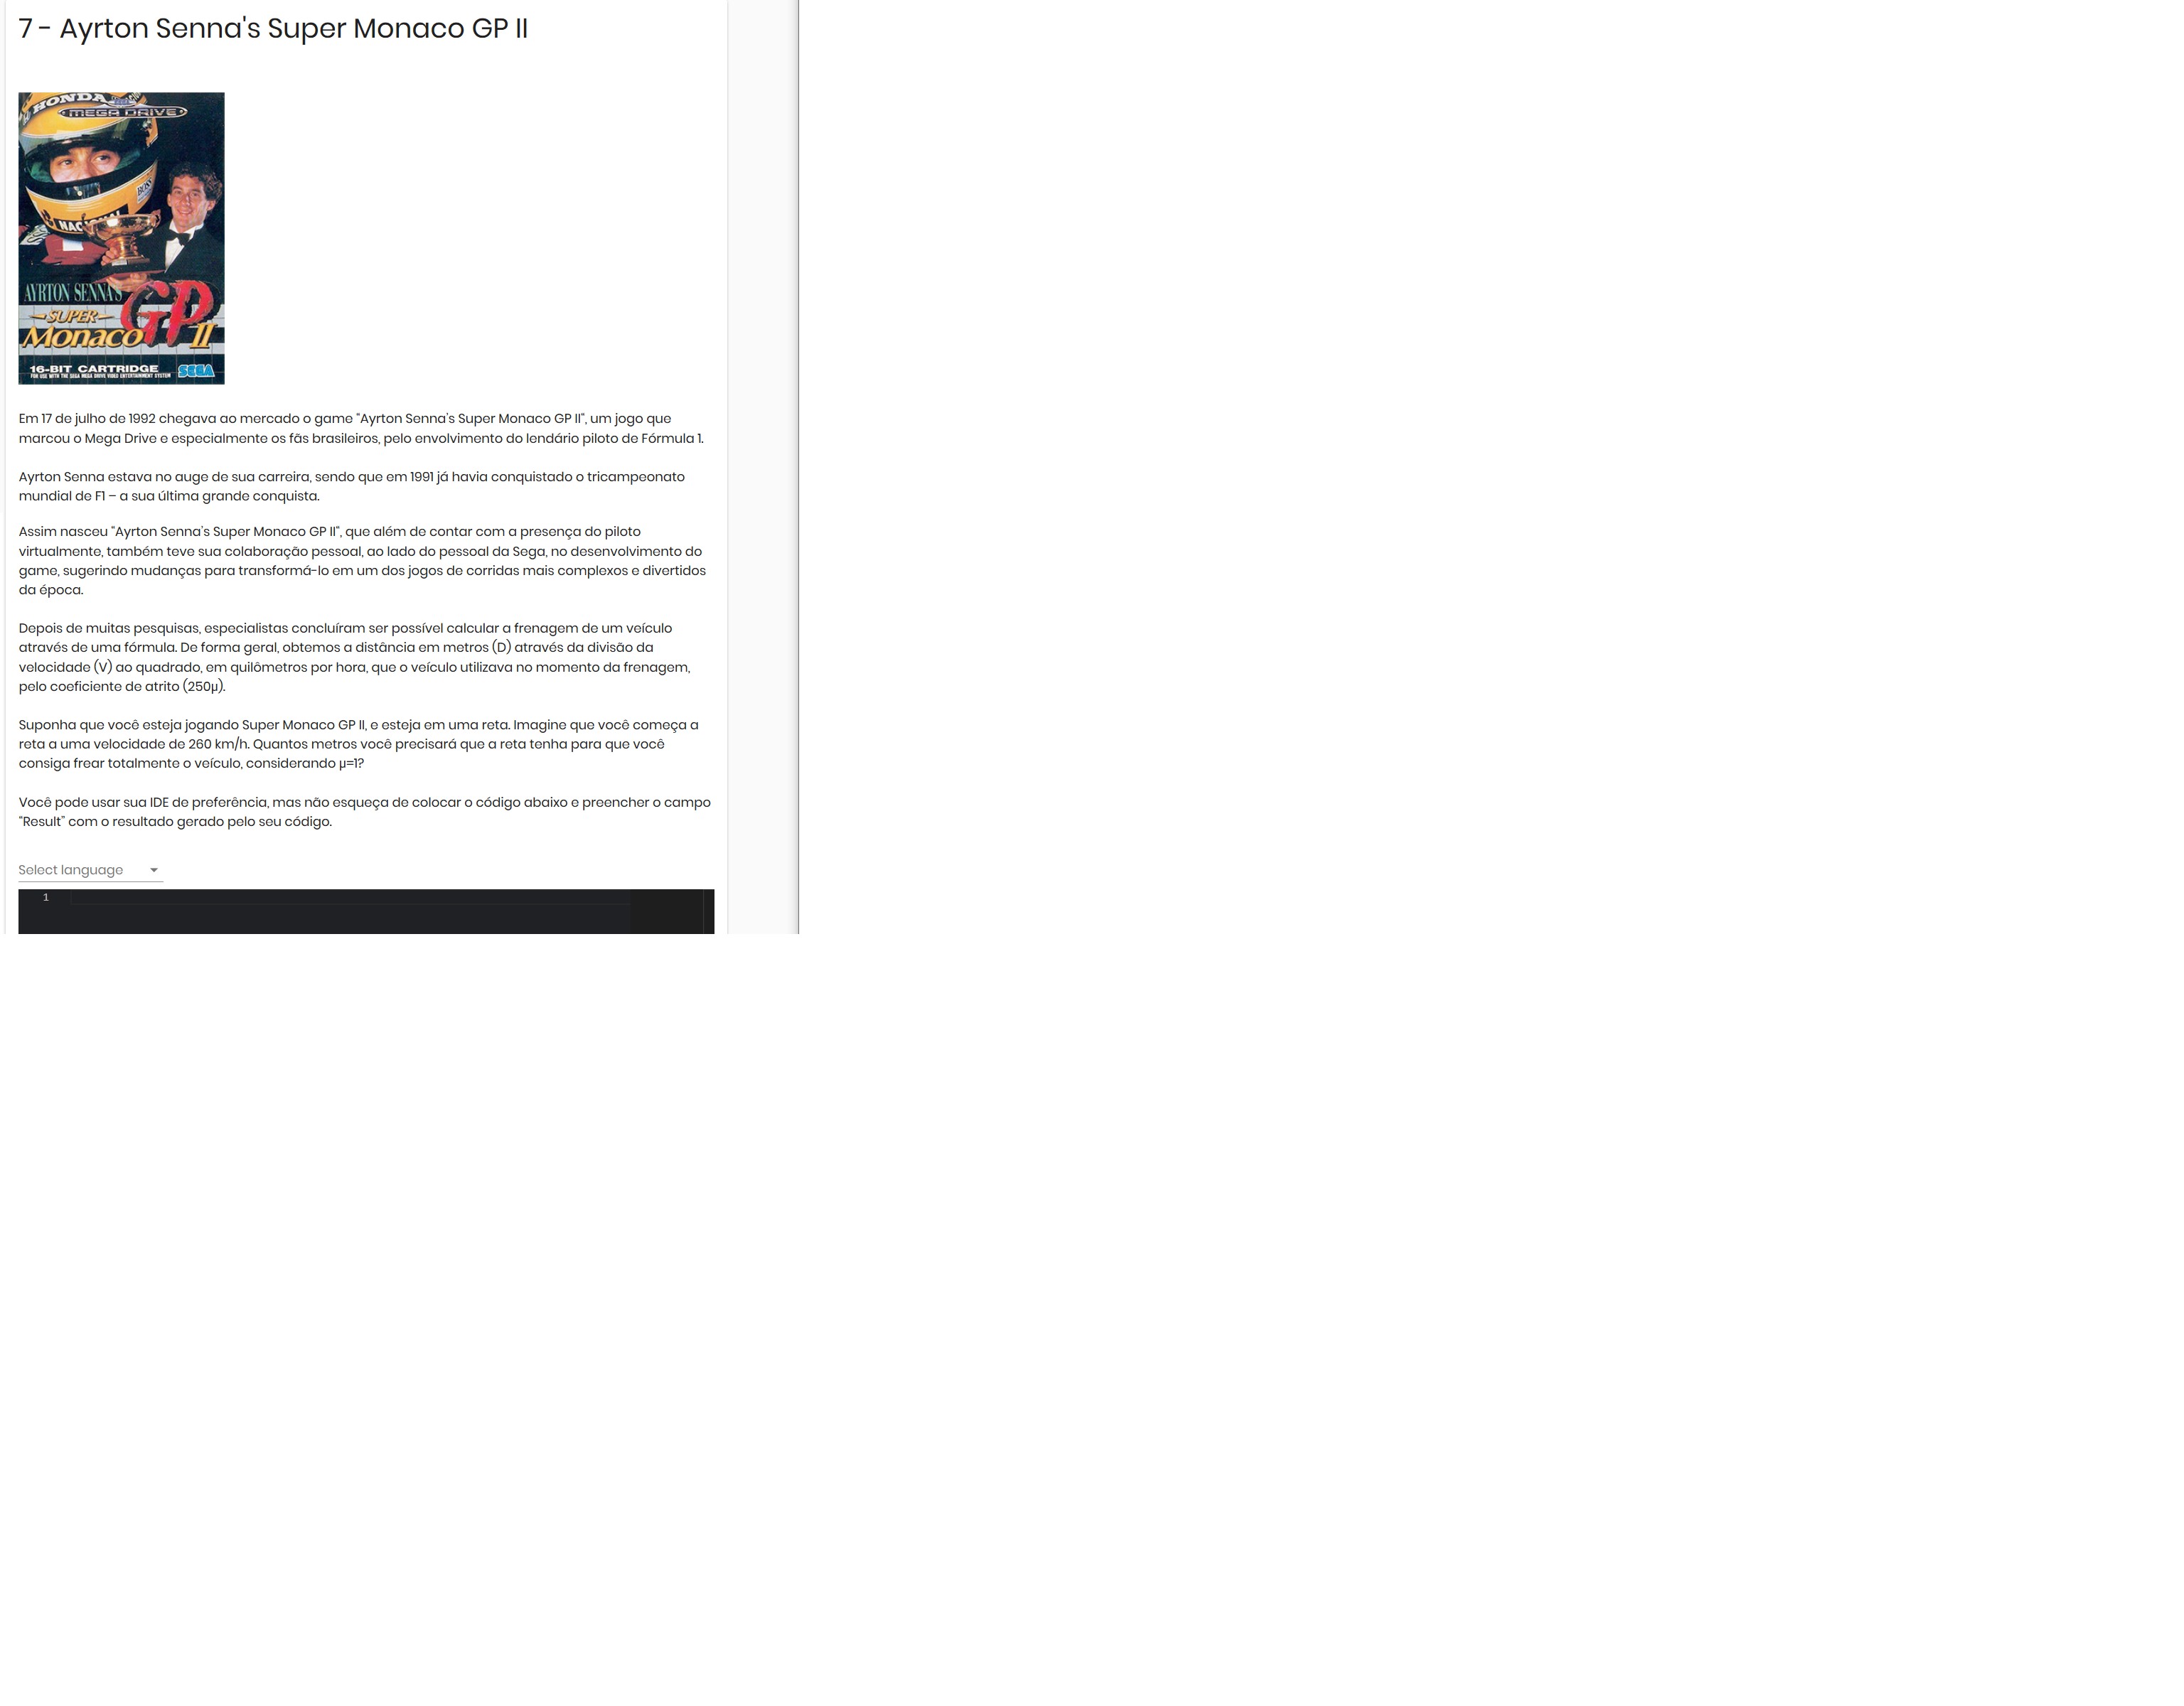 7 - Ayrton Senna's Super Monaco GP II
HONDA
MEGA DRIVE
BOSS
NAC
AYRTON SENNA'S
SUPER
Monaco GP II
16-BIT CARTRIDGE
FOR USE WITH THE SEGA MEGA DRIVE VIDEO ENTERTAINMENT SYSTEM
SEGA
Em 17 de julho de 1992 chegava ao mercado o game “Ayrton Senna’s Super Monaco GP II“, um jogo que
marcou o Mega Drive e especialmente os fãs brasileiros, pelo envolvimento do lendário piloto de Fórmula 1.
Ayrton Senna estava no auge de sua carreira, sendo que em 1991 já havia conquistado o tricampeonato
mundial de F1 – a sua última grande conquista.
Assim nasceu “Ayrton Senna’s Super Monaco GP II“, que além de contar com a presença do piloto
virtualmente, também teve sua colaboração pessoal, ao lado do pessoal da Sega, no desenvolvimento do
game, sugerindo mudanças para transformá-lo em um dos jogos de corridas mais complexos e divertidos
da época.
Depois de muitas pesquisas, especialistas concluíram ser possível calcular a frenagem de um veículo
através de uma fórmula. De forma geral, obtemos a distância em metros (D) através da divisão da
velocidade (V) ao quadrado, em quilômetros por hora, que o veículo utilizava no momento da frenagem,
pelo coeficiente de atrito (250μ).
Suponha que você esteja jogando Super Monaco GP II, e esteja em uma reta. Imagine que você começa a
reta a uma velocidade de 260 km/h. Quantos metros você precisará que a reta tenha para que você
consiga frear totalmente o veículo, considerando μ=1?
Você pode usar sua IDE de preferência, mas não esqueça de colocar o código abaixo e preencher o campo
“Result” com o resultado gerado pelo seu código.
Select language
1